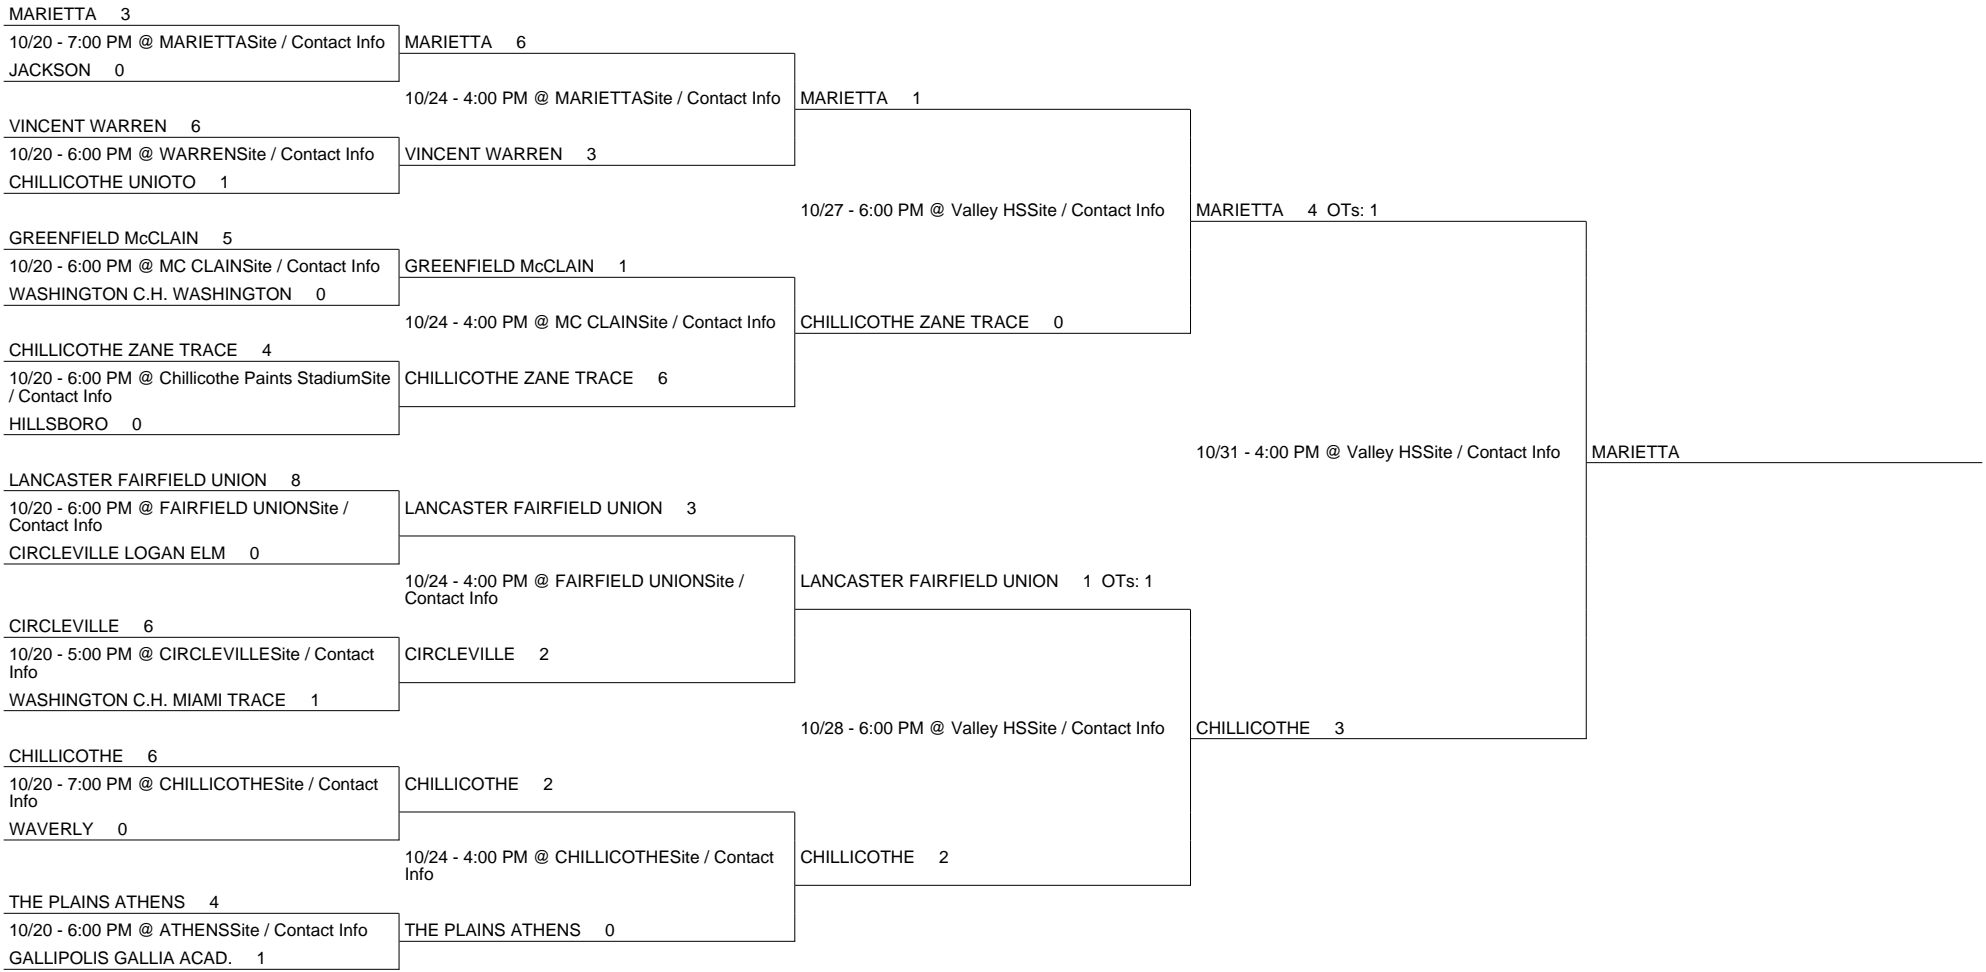 MARIETTA 3
10/20 - 7:00 PM @ MARIETTASite / Contact Info
JACKSON 0
VINCENT WARREN 6
10/20 - 6:00 PM @ WARRENSite / Contact Info
CHILLICOTHE UNIOTO 1
GREENFIELD McCLAIN 5
10/20 - 6:00 PM @ MC CLAINSite / Contact Info
WASHINGTON C.H. WASHINGTON 0
CHILLICOTHE ZANE TRACE 4
10/20 - 6:00 PM @ Chillicothe Paints StadiumSite
/ Contact Info
HILLSBORO 0
LANCASTER FAIRFIELD UNION 8
10/20 - 6:00 PM @ FAIRFIELD UNIONSite /
Contact Info
CIRCLEVILLE LOGAN ELM 0
CIRCLEVILLE 6
10/20 - 5:00 PM @ CIRCLEVILLESite / Contact
Info
WASHINGTON C.H. MIAMI TRACE 1
CHILLICOTHE 6
10/20 - 7:00 PM @ CHILLICOTHESite / Contact
Info
WAVERLY 0
THE PLAINS ATHENS 4
10/20 - 6:00 PM @ ATHENSSite / Contact Info
GALLIPOLIS GALLIA ACAD. 1
MARIETTA 6
10/24 - 4:00 PM @ MARIETTASite / Contact Info
VINCENT WARREN 3
GREENFIELD McCLAIN 1
10/24 - 4:00 PM @ MC CLAINSite / Contact Info
CHILLICOTHE ZANE TRACE 6
LANCASTER FAIRFIELD UNION 3
10/24 - 4:00 PM @ FAIRFIELD UNIONSite /
Contact Info
CIRCLEVILLE 2
CHILLICOTHE 2
10/24 - 4:00 PM @ CHILLICOTHESite / Contact
Info
THE PLAINS ATHENS 0
MARIETTA 1
10/27 - 6:00 PM @ Valley HSSite / Contact Info
CHILLICOTHE ZANE TRACE 0
LANCASTER FAIRFIELD UNION 1 OTs: 1
10/28 - 6:00 PM @ Valley HSSite / Contact Info
CHILLICOTHE 2
MARIETTA 4 OTs: 1
10/31 - 4:00 PM @ Valley HSSite / Contact Info
CHILLICOTHE 3
MARIETTA